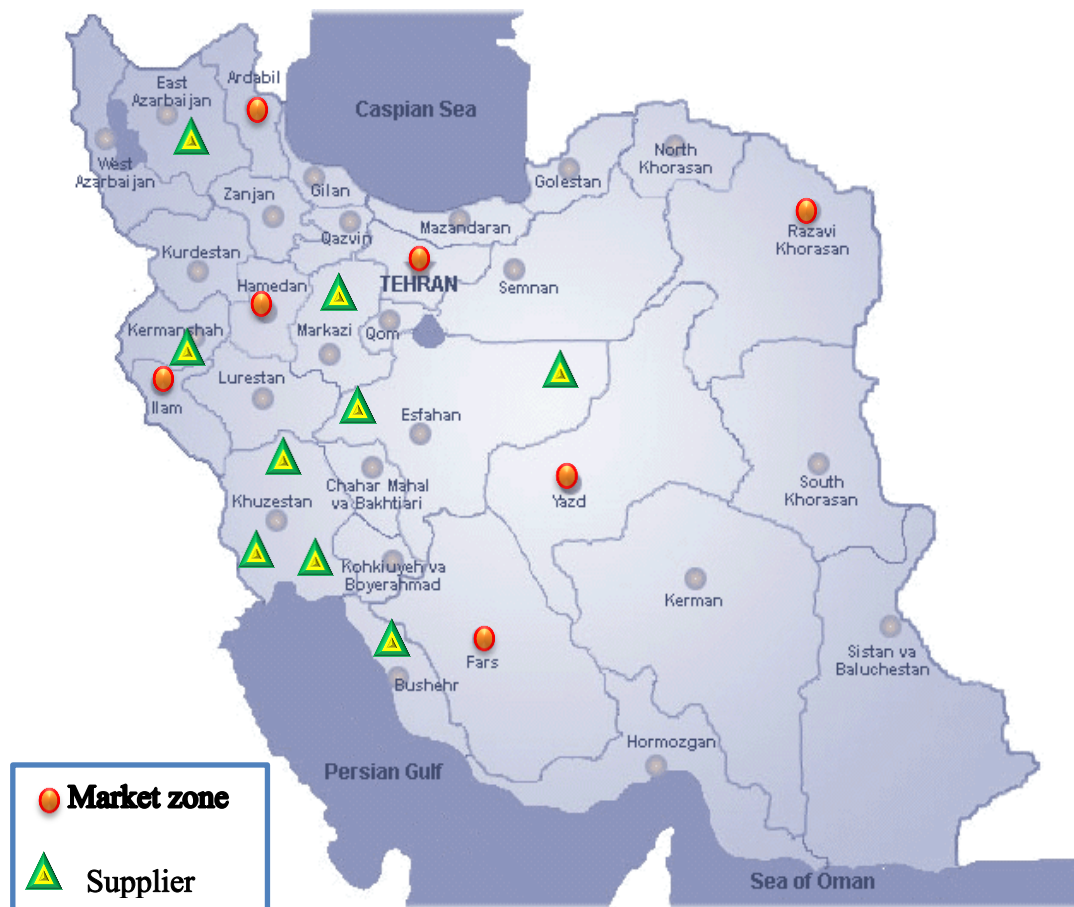 Ardabil
East
Azarbaijan
Caspian Sea
West
Azarbaijan
Zanjan
Gilan
Golestan
North
Khorasan
Qazvin
Mazandaran
Razavi
Khorasan
Kurdestan
Hamedan
TEHRAN
Semnan
Kermanshah
Markazi
Qom
Lurestan
Ilam
Esfahan
Chahar Mahal
va Bakhtiari
Khuzestan
Yazd
South
Khorasan
Kohkiuyeh va
Boyerahmad
Kerman
Fars
Sistan va
Baluchestan
Bushehr
Hormozgan
Persian Gulf
Market zone
Supplier
Sea of Oman